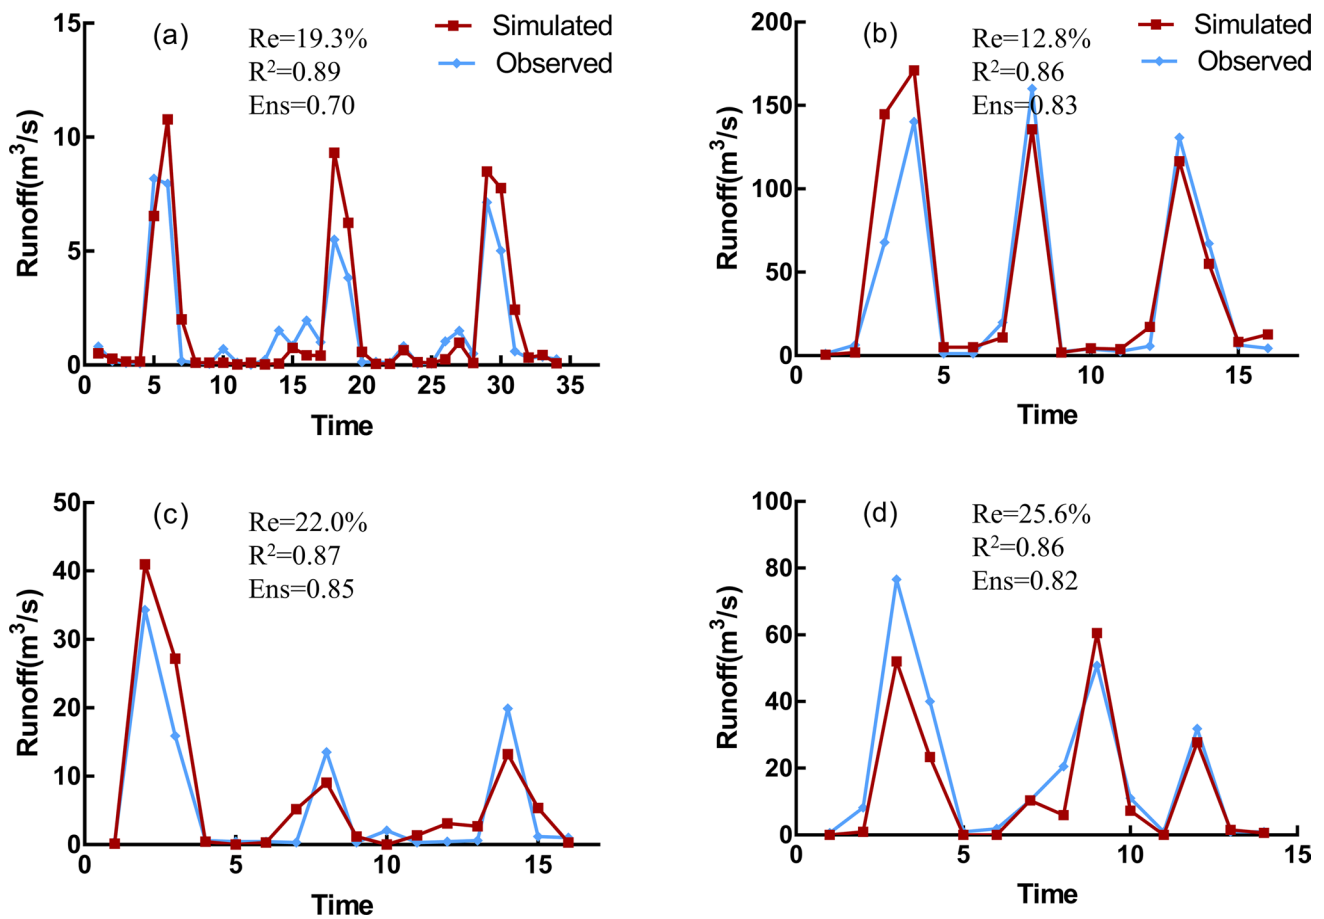 (a)
Re=19.3%
R²=0.89
Ens=0.70
Simulated
Observed
Runoff(m³/s)
15
10
5
0
0 5 10 15 20 25 30 35
Time
(b)
Re=12.8%
R²=0.86
Ens=0.83
Simulated
Observed
Runoff(m³/s)
200
150
100
50
0
0 5 10 15
Time
(c)
Re=22.0%
R²=0.87
Ens=0.85
Runoff(m³/s)
50
40
30
20
10
0
0 5 10 15
Time
(d)
Re=25.6%
R²=0.86
Ens=0.82
Runoff(m³/s)
100
80
60
40
20
0
0 5 10 15
Time